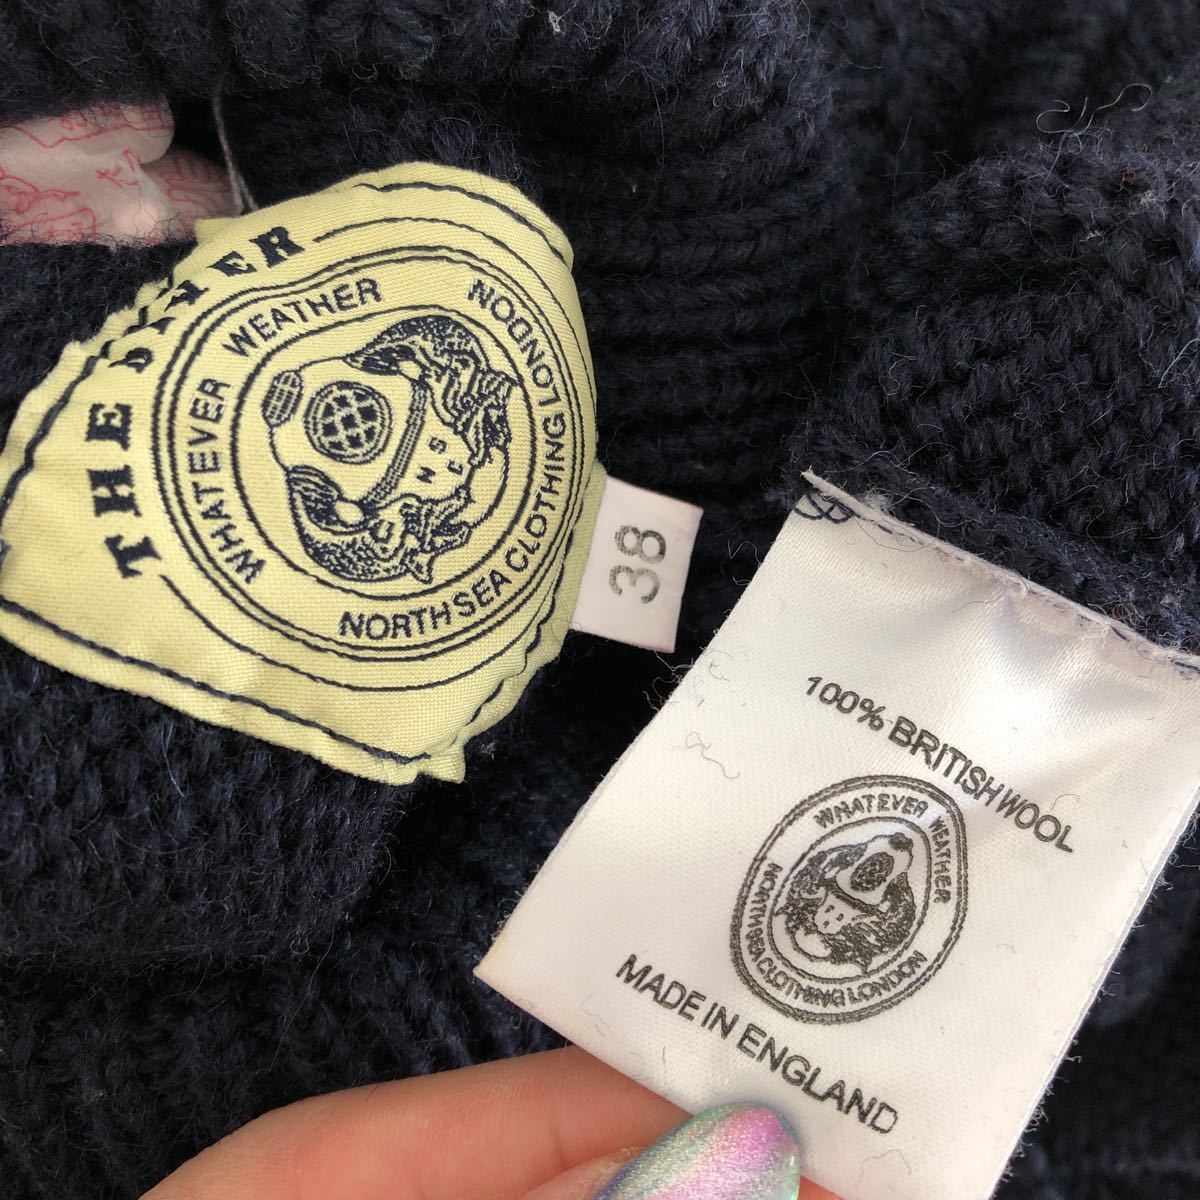 THE DIVER
WHATEVER WEATHER
NORTH SEA CLOTHING LONDON
N S
C
38
100% BRITISH WOOL
WHATEVER WEATHER
NORTH SEA CLOTHING LONDON
MADE IN ENGLAND